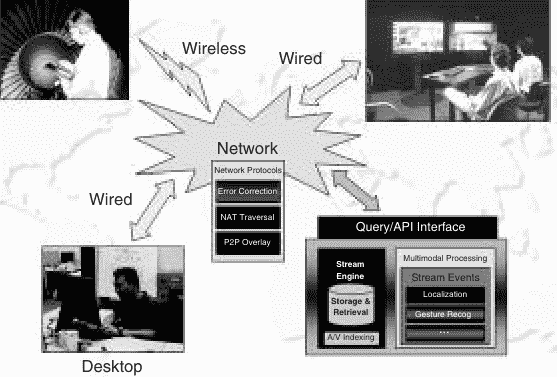 Wireless
Wired
Network
Network Protocols
Error Correction
NAT Traversal
P2P Overlay
Wired
Desktop
Query/API Interface
Stream
Engine
Storage &
Retrieval
A/V Indexing
Multimodal Processing
Stream Events
Localization
Gesture Recog
...